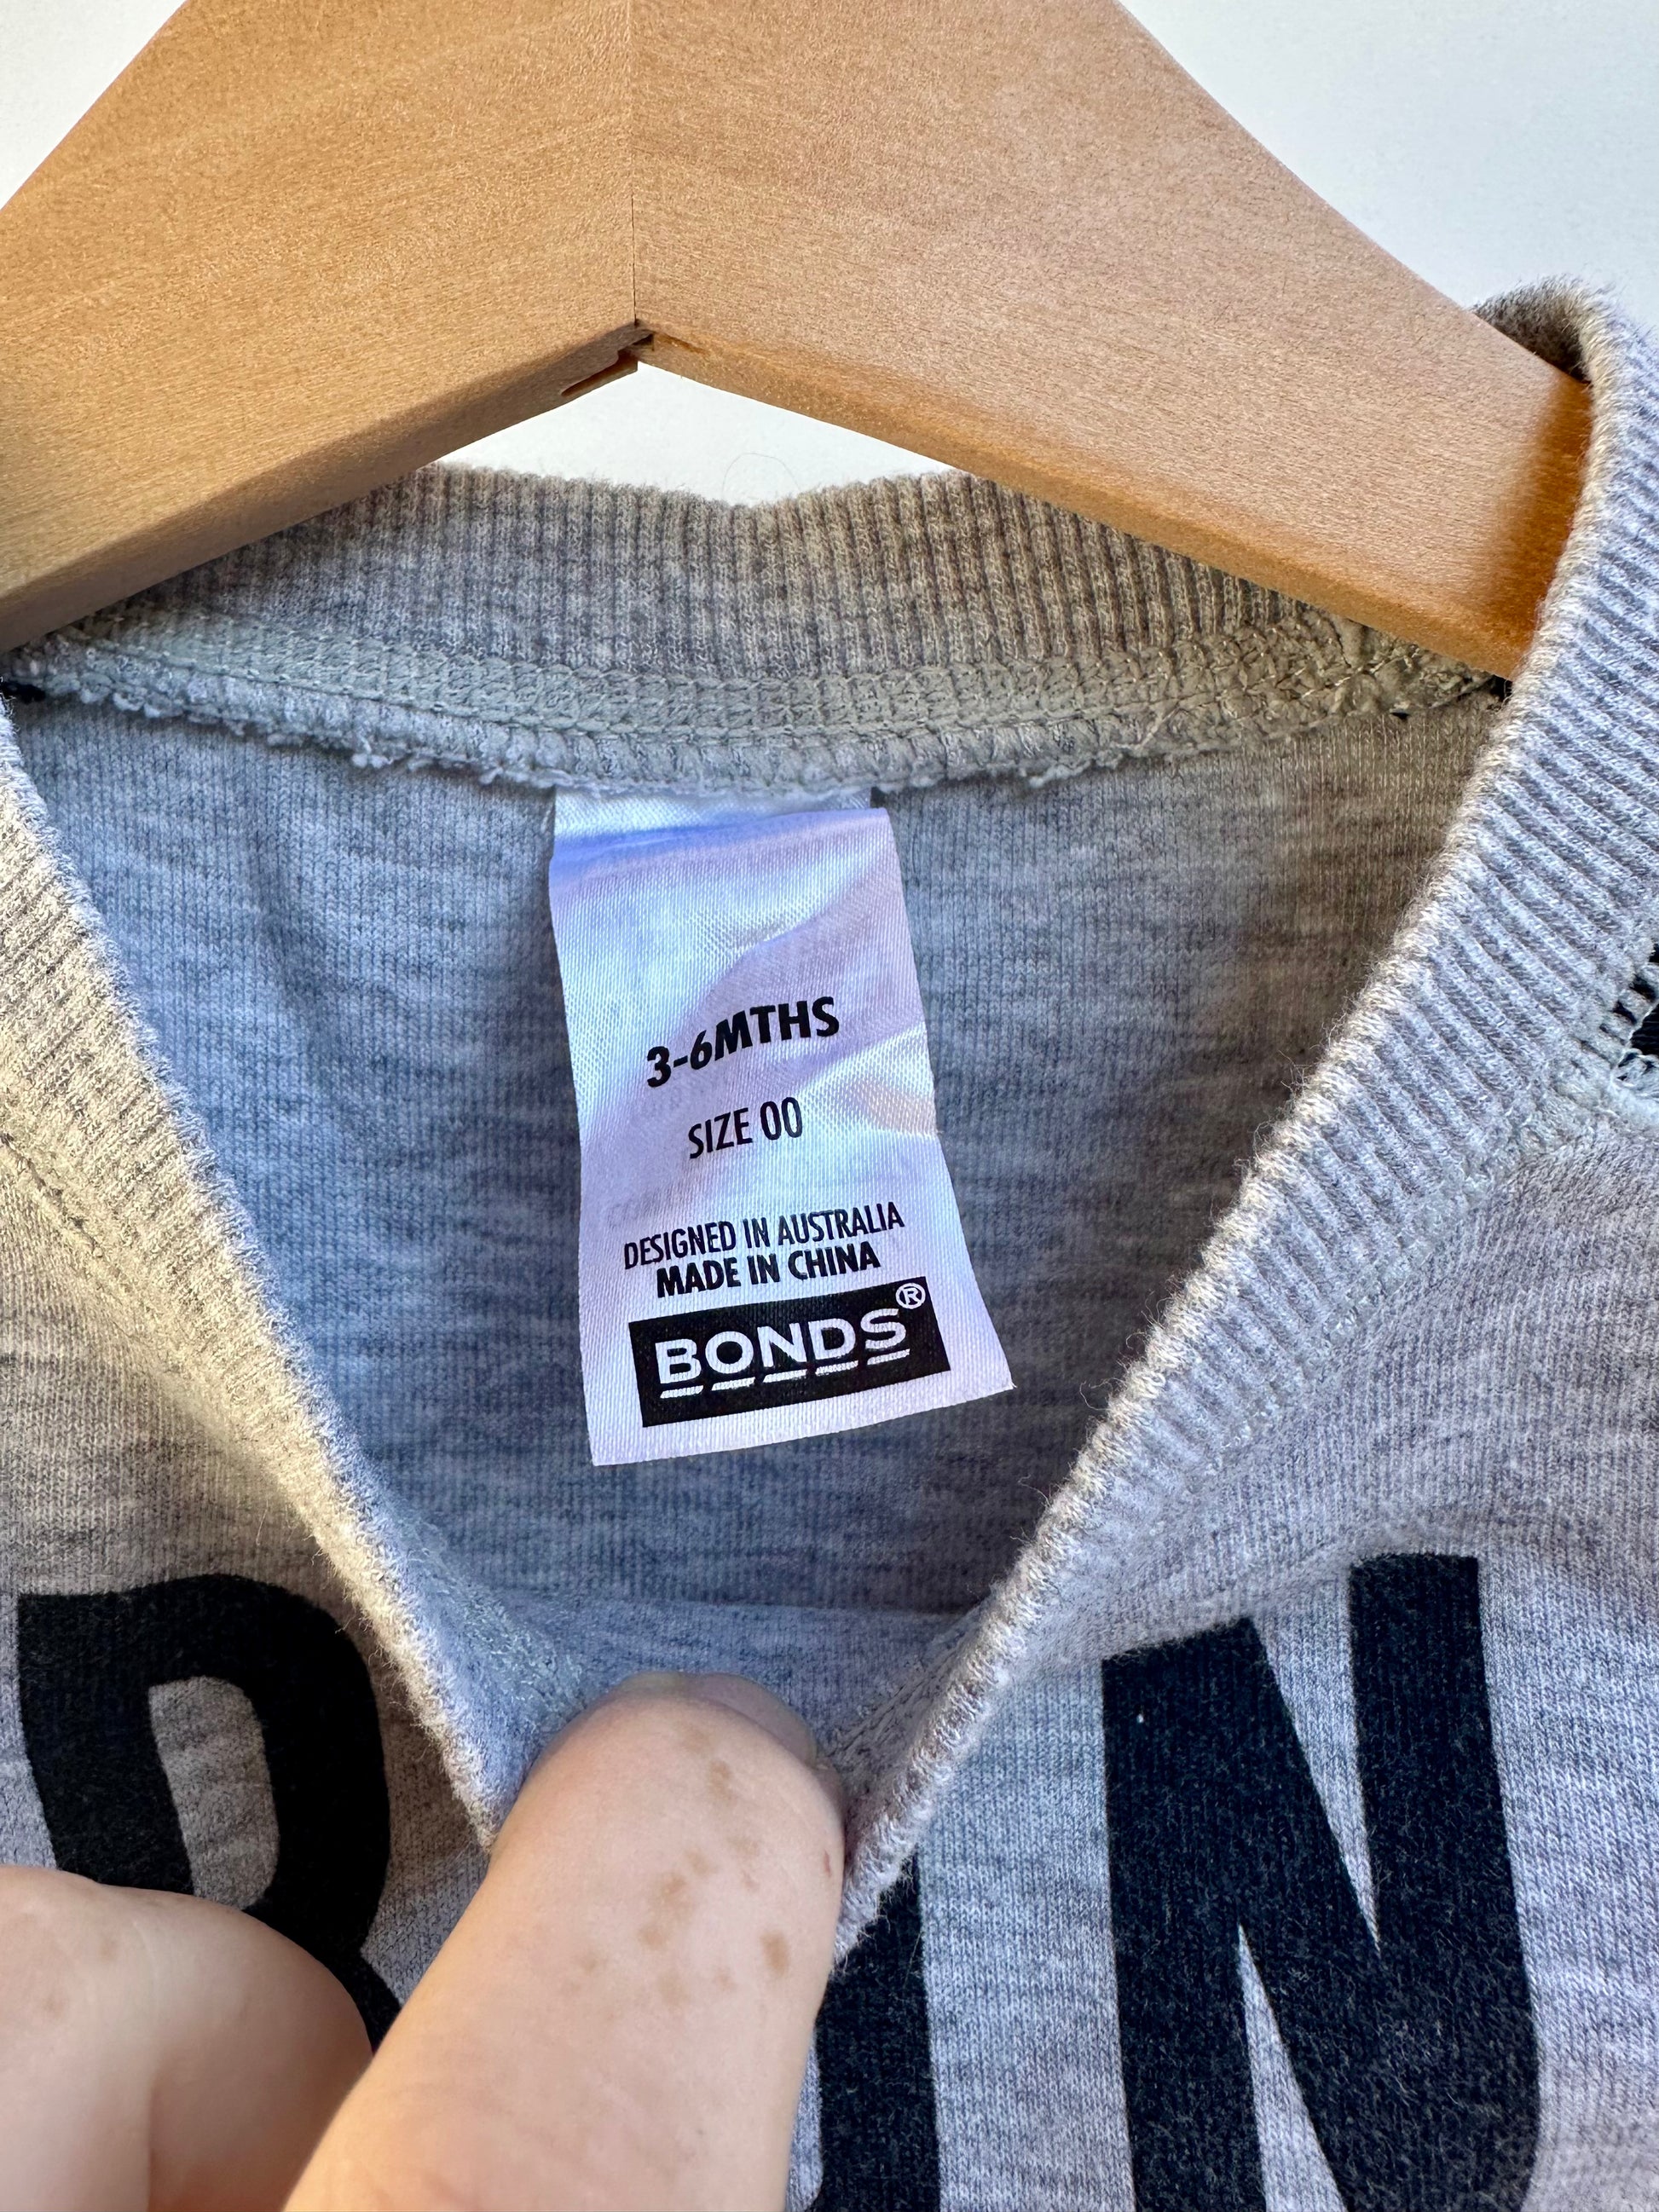 3-6MTHS
SIZE 00
DESIGNED IN AUSTRALIA
MADE IN CHINA
BONDS®